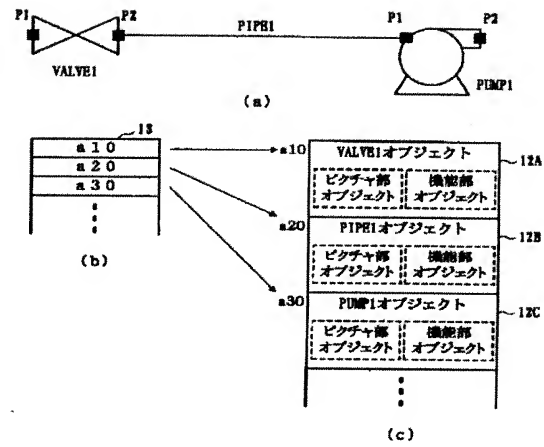 P1 P2 PIPE1 P1 P2
VALVE1 PUMP1
(a)
13
a10
a20
a30
(b)
a10 VALVE1オブジェクト 12A
ピクチャ部 機能部
オブジェクト オブジェクト
a20 PIPE1オブジェクト 12B
ピクチャ部 機能部
オブジェクト オブジェクト
a30 PUMP1オブジェクト 12C
ピクチャ部 機能部
オブジェクト オブジェクト
(c)